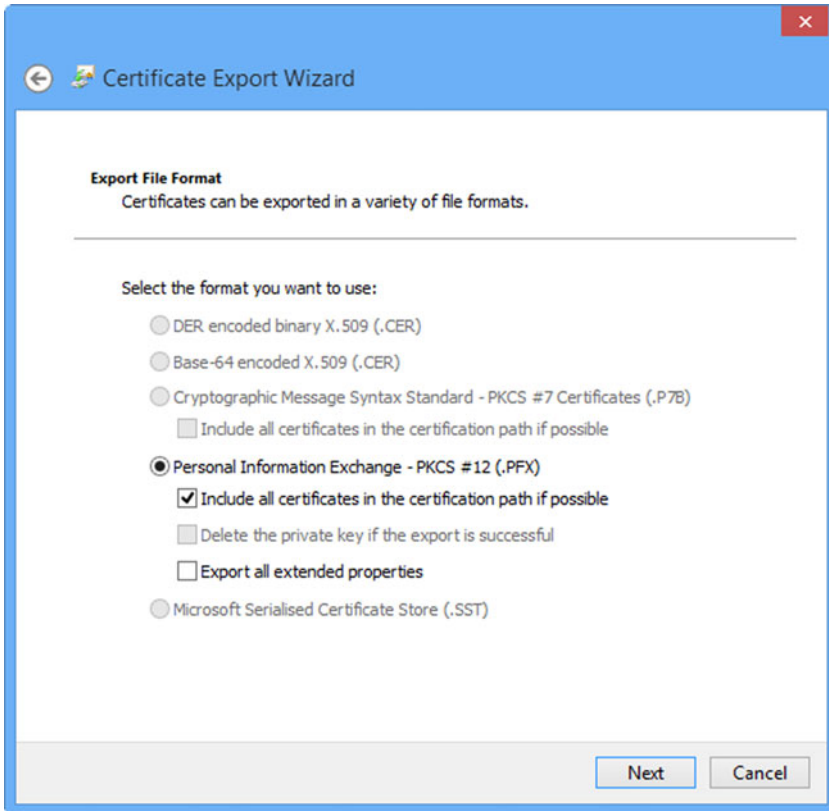 Certificate Export Wizard
Export File Format
Certificates can be exported in a variety of file formats.
Select the format you want to use:
DER encoded binary X.509 (.CER)
Base-64 encoded X.509 (.CER)
Cryptographic Message Syntax Standard - PKCS #7 Certificates (.P7B)
Include all certificates in the certification path if possible
Personal Information Exchange - PKCS #12 (.PFX)
Include all certificates in the certification path if possible
Delete the private key if the export is successful
Export all extended properties
Microsoft Serialised Certificate Store (.SST)
Next Cancel